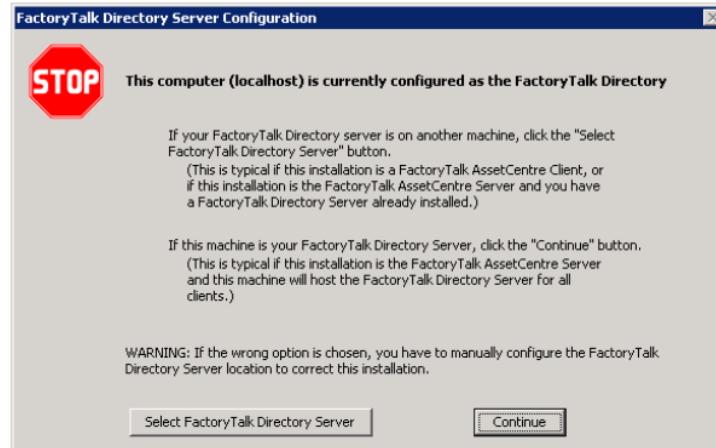 FactoryTalk Directory Server Configuration
STOP
This computer (localhost) is currently configured as the FactoryTalk Directory
If your FactoryTalk Directory server is on another machine, click the "Select
FactoryTalk Directory Server" button.
(This is typical if this installation is a FactoryTalk AssetCentre Client, or
if this installation is the FactoryTalk AssetCentre Server and you have
a FactoryTalk Directory Server already installed.)
If this machine is your FactoryTalk Directory Server, click the "Continue" button.
(This is typical if this installation is the FactoryTalk AssetCentre Server
and this machine will host the FactoryTalk Directory Server for all
clients.)
WARNING: If the wrong option is chosen, you have to manually configure the FactoryTalk
Directory Server location to correct this installation.
Select FactoryTalk Directory Server
Continue